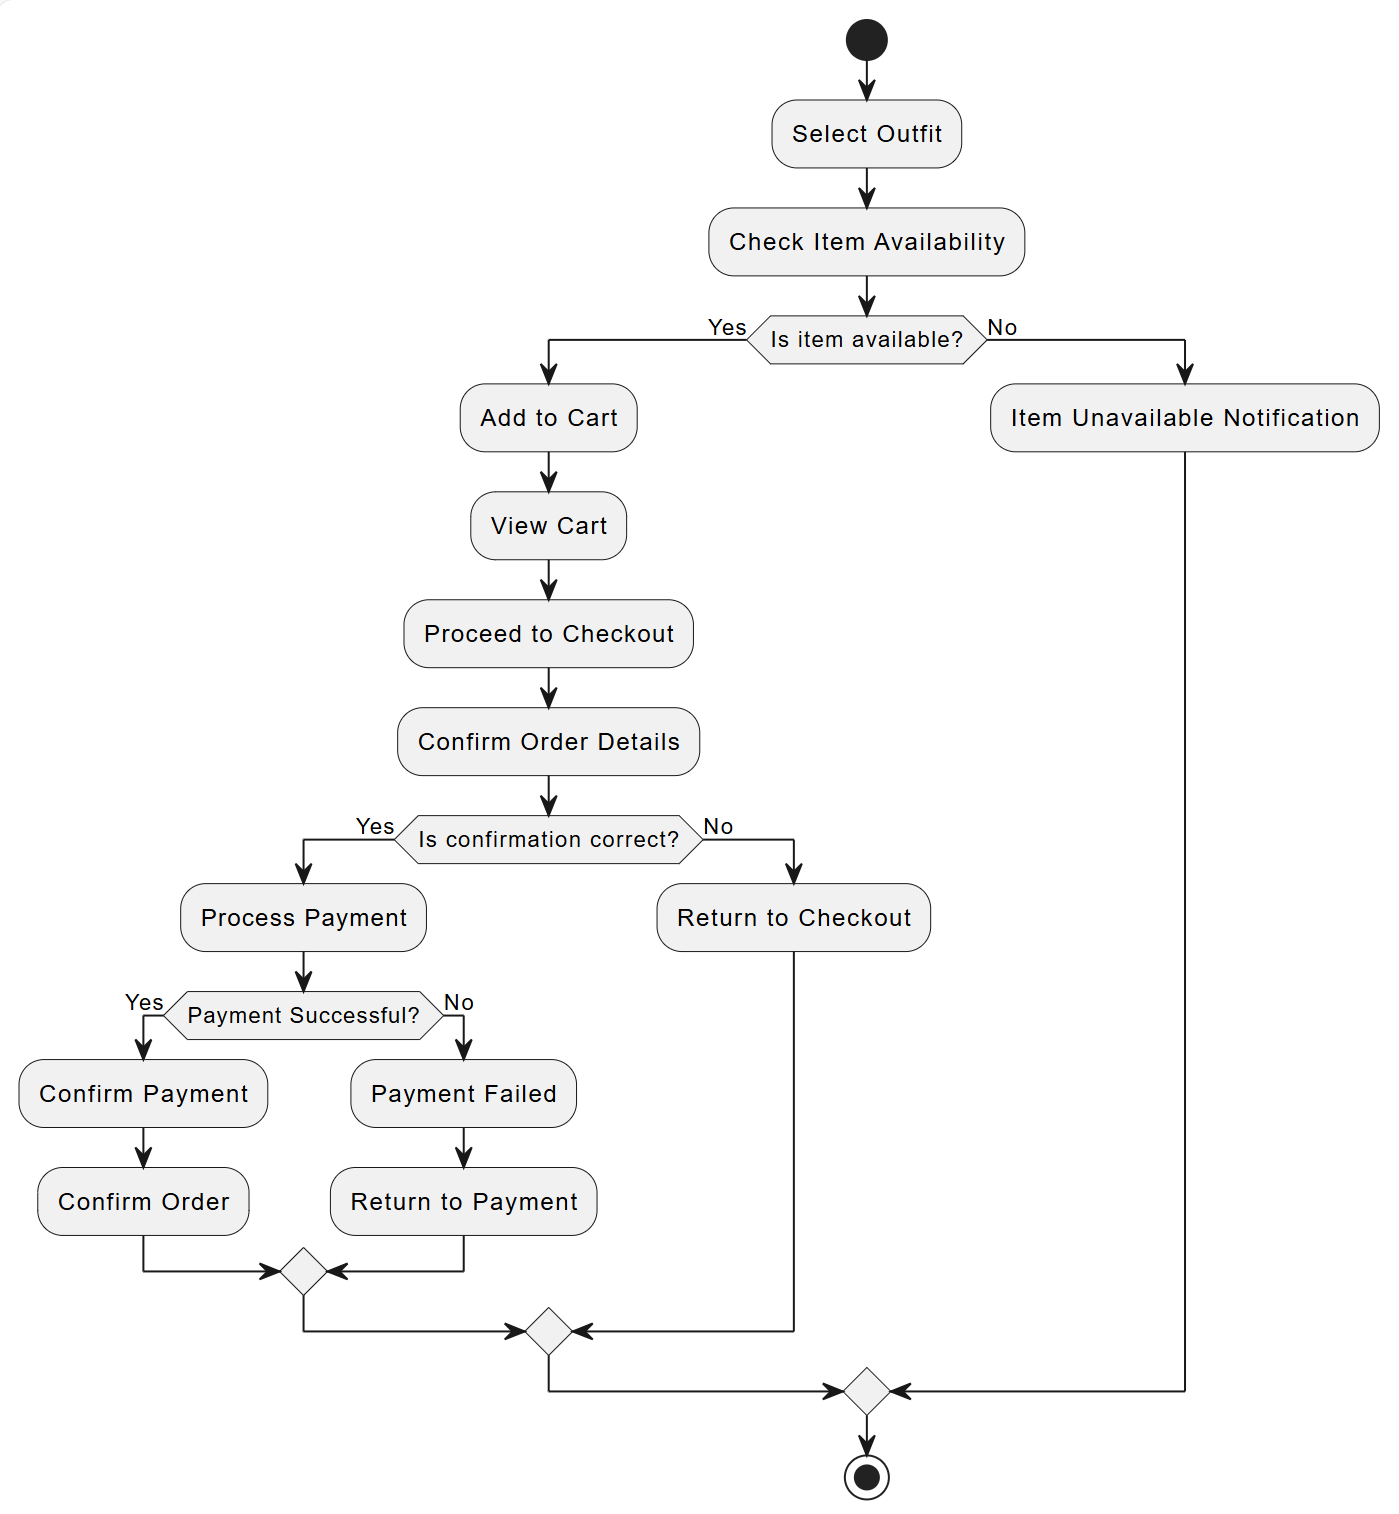 Select Outfit
Check Item Availability
Yes
Is item available?
No
Add to Cart
Item Unavailable Notification
View Cart
Proceed to Checkout
Confirm Order Details
Yes
Is confirmation correct?
No
Process Payment
Return to Checkout
Yes
Payment Successful?
No
Confirm Payment
Payment Failed
Confirm Order
Return to Payment